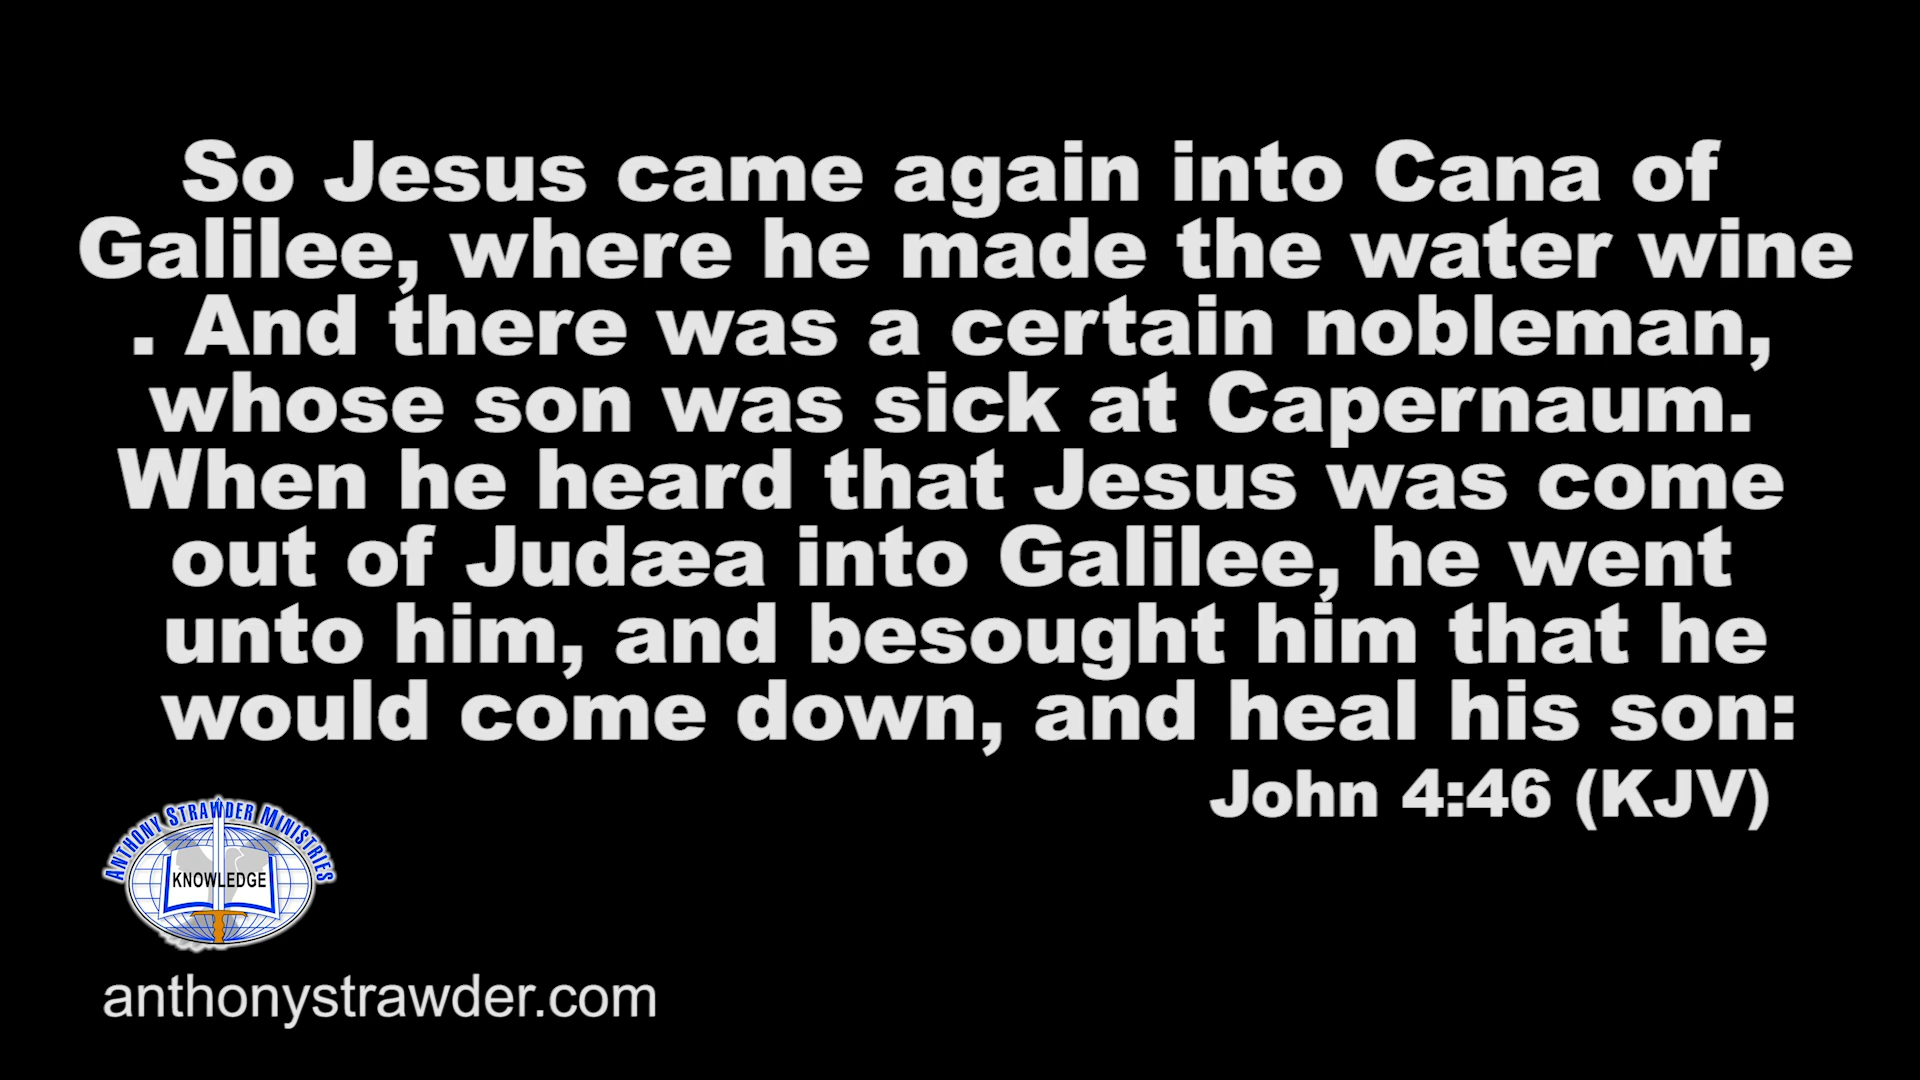 So Jesus came again into Cana of
Galilee, where he made the water wine
. And there was a certain nobleman,
whose son was sick at Capernaum.
When he heard that Jesus was come
out of Judæa into Galilee, he went
unto him, and besought him that he
would come down, and heal his son:
John 4:46 (KJV)
ANTHONY STRAWDER MINISTRIES
KNOWLEDGE
anthonystrawder.com